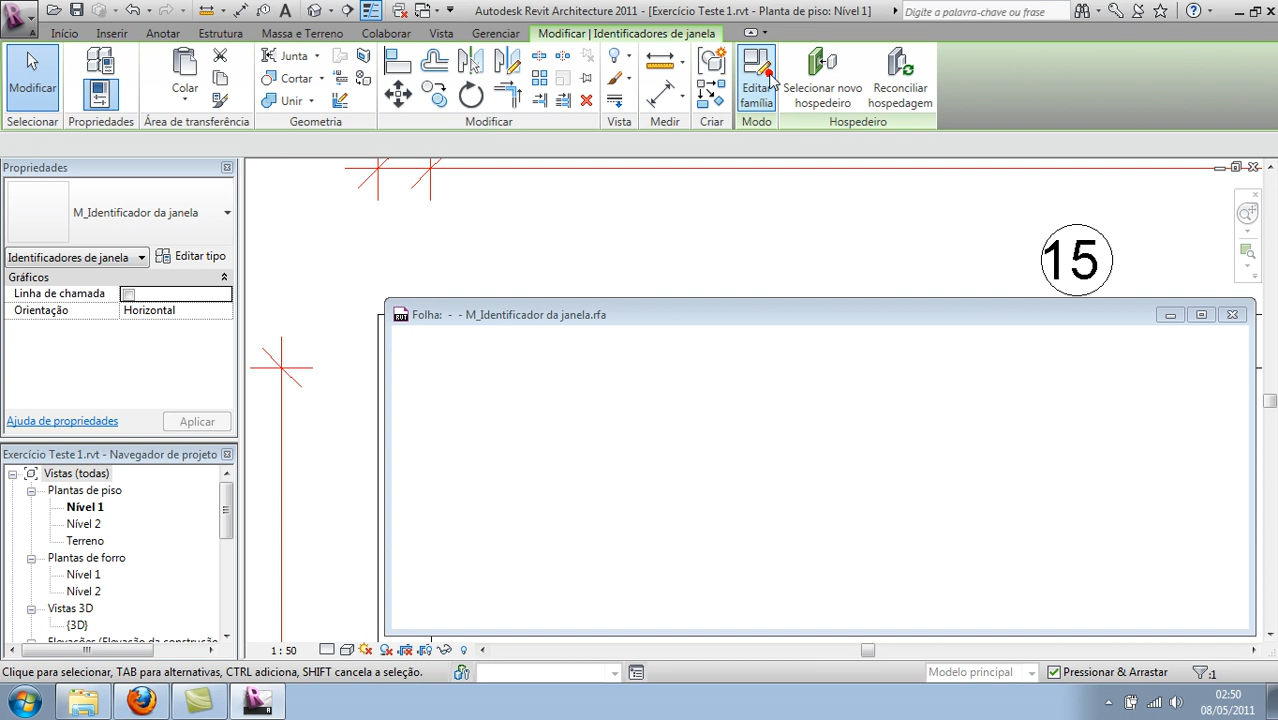 Autodesk Revit Architecture 2011 - [Exercício Teste1.rvt - Planta de piso: Nível 1]
Digite a palavra-chave ou frase
Início Inserir Anotar Estrutura Massa e Terreno Colaborar Vista Gerenciar Modificar | Identificadores de janela
Modificar
Colar
Junta
Cortar
Unir
Editar família
Selecionar novo hospedeiro
Reconciliar hospedagem
Selecionar Propriedades Área de transferência Geometria Modificar Vista Medir Criar Modo Hospedeiro
Propriedades
M_Identificador da janela
Identificadores de janela
Editar tipo
Gráficos
Linha de chamada
Orientação Horizontal
Ajuda de propriedades
Aplicar
15
Folha: - - M_Identificador da janela.rfa
Exercício Teste1.rvt - Navegador de projeto
Vistas (todas)
Plantas de piso
Nível 1
Nível 2
Terreno
Plantas de forro
Nível 1
Nível 2
Vistas 3D
{3D}
Elevações (Elevação da construção
1 : 50
Clique para selecionar, TAB para alternativas, CTRL adiciona, SHIFT cancela a seleção.
Modelo principal
Pressionar & Arrastar
:1
02:50
08/05/2011